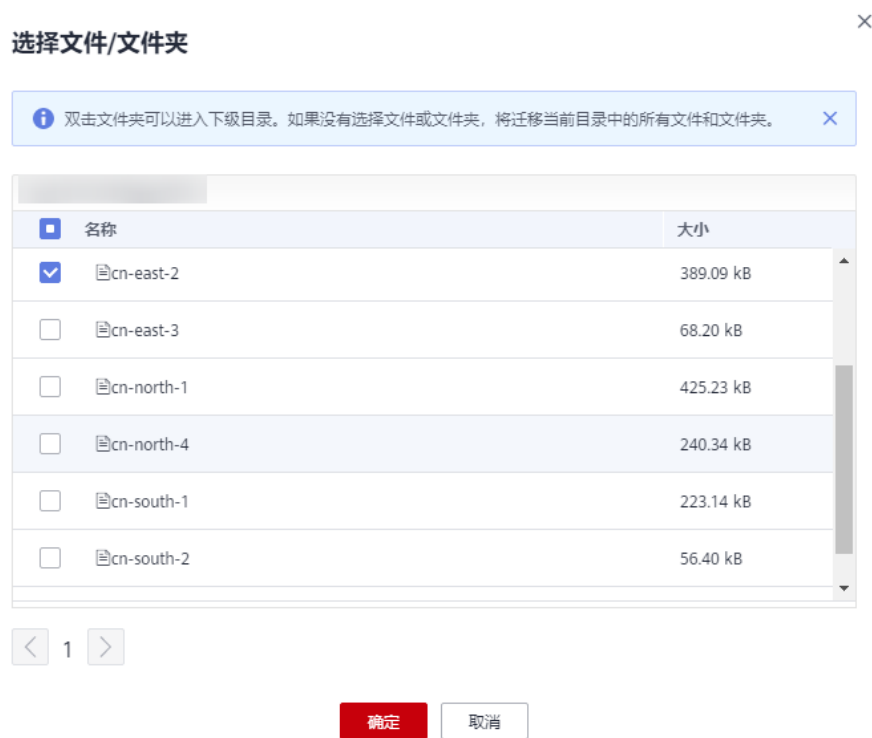 选择文件/文件夹
双击文件夹可以进入下级目录。如果没有选择文件或文件夹，将迁移当前目录中的所有文件和文件夹。
名称 大小
cn-east-2 389.09 kB
cn-east-3 68.20 kB
cn-north-1 425.23 kB
cn-north-4 240.34 kB
cn-south-1 223.14 kB
cn-south-2 56.40 kB
1
确定 取消